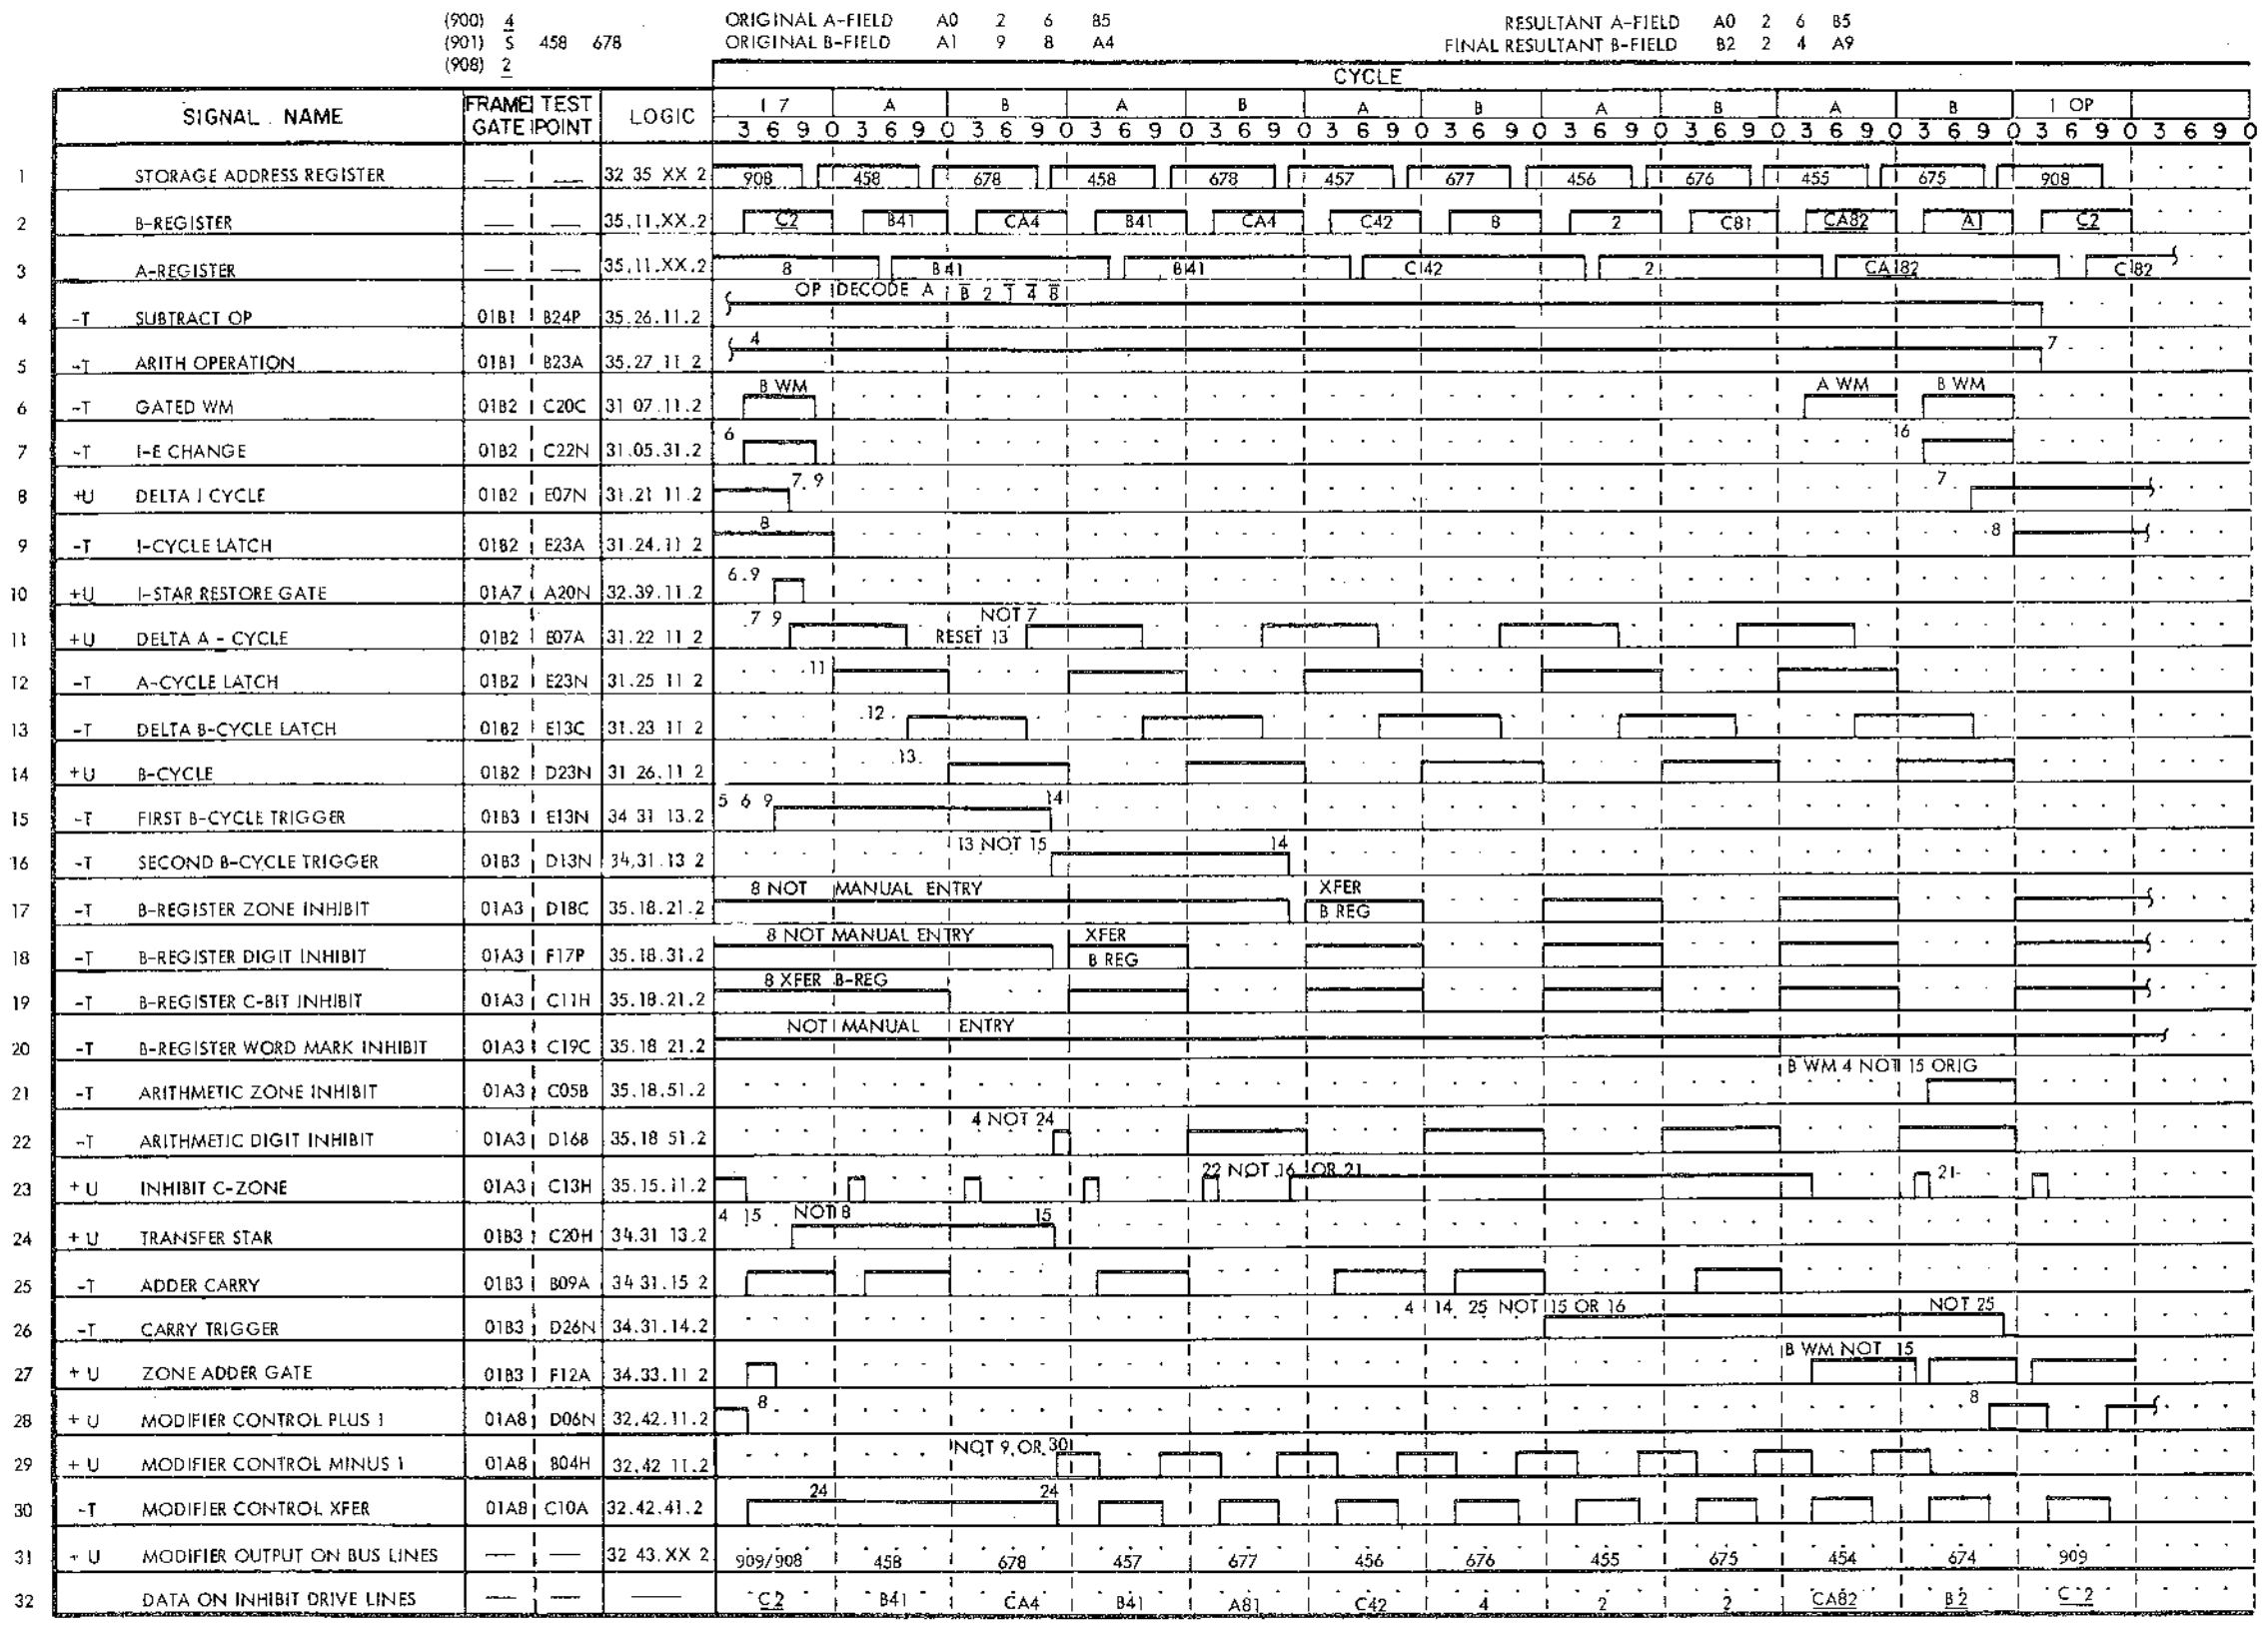 (900) 4 ORIGINAL A-FIELD A0 2 6 B5 RESULTANT A-FIELD A0 2 6 B5
(901) S 458 678 ORIGINAL B-FIELD A1 9 8 A4 FINAL RESULTANT B-FIELD B2 2 4 A9
(908) 2
CYCLE
SIGNAL NAME FRAME GATE TEST POINT LOGIC I 7 A B A B A B A B A B I OP
3 6 9 0 3 6 9 0 3 6 9 0 3 6 9 0 3 6 9 0 3 6 9 0 3 6 9 0 3 6 9 0 3 6 9 0 3 6 9 0 3 6 9 0 3 6 9 0 3 6 9 0
1 STORAGE ADDRESS REGISTER — — 32 35 XX 2 908 458 678 458 678 457 677 456 676 455 675 908
2 B-REGISTER — — 35.11.XX.2 C2 B41 CA4 B41 CA4 C42 8 2 C81 CA82 A1 C2
3 A-REGISTER — — 35.11.XX.2 8 B41 B41 C42 2 CA182 C182
OP DECODE A B 2 1 4 8
4 -T SUBTRACT OP 01B1 B24P 35.26.11.2
4 7
5 -T ARITH OPERATION 01B1 B23A 35.27 11 2
B WM A WM B WM
6 -T GATED WM 01B2 C20C 31 07.11.2
6 16
7 -T I-E CHANGE 01B2 C22N 31.05.31.2
7.9 7
8 +U DELTA I CYCLE 01B2 E07N 31.21 11.2
8 8
9 -T I-CYCLE LATCH 01B2 E23A 31.24.11 2
6.9
10 +U I-STAR RESTORE GATE 01A7 A20N 32.39.11.2
7 9 RESET 13 NOT 7
11 +U DELTA A - CYCLE 01B2 E07A 31.22 11 2
11
12 -T A-CYCLE LATCH 01B2 E23N 31.25 11 2
12
13 -T DELTA B-CYCLE LATCH 01B2 E13C 31.23 11 2
13
14 +U B-CYCLE 01B2 D23N 31 26.11 2
5 6 9 14
15 -T FIRST B-CYCLE TRIGGER 01B3 E13N 34 31 13.2
13 NOT 15 14
16 -T SECOND B-CYCLE TRIGGER 01B3 D13N 34.31.13 2
8 NOT MANUAL ENTRY XFER B REG
17 -T B-REGISTER ZONE INHIBIT 01A3 D18C 35.18.21.2
8 NOT MANUAL ENTRY XFER B REG
18 -T B-REGISTER DIGIT INHIBIT 01A3 F17P 35.18.31.2
8 XFER B-REG
19 -T B-REGISTER C-BIT INHIBIT 01A3 C11H 35.18.21.2
NOT MANUAL ENTRY
20 -T B-REGISTER WORD MARK INHIBIT 01A3 C19C 35.18 21.2
B WM 4 NOT 15 ORIG
21 -T ARITHMETIC ZONE INHIBIT 01A3 C05B 35.18.51.2
4 NOT 24
22 -T ARITHMETIC DIGIT INHIBIT 01A3 D16B 35.18 51.2
22 NOT 16 OR 21 21
23 +U INHIBIT C-ZONE 01A3 C13H 35.15.11.2
4 15 NOT 8 15
24 +U TRANSFER STAR 01B3 C20H 34.31 13.2
25 -T ADDER CARRY 01B3 B09A 34 31.15 2
4 14 25 NOT 15 OR 16 NOT 25
26 -T CARRY TRIGGER 01B3 D26N 34.31.14.2
B WM NOT 15
27 +U ZONE ADDER GATE 01B3 F12A 34.33.11 2
8 8
28 +U MODIFIER CONTROL PLUS 1 01A8 D06N 32.42.11.2
NOT 9 OR 30
29 +U MODIFIER CONTROL MINUS 1 01A8 B04H 32.42 11.2
24 24
30 -T MODIFIER CONTROL XFER 01A8 C10A 32.42.41.2
31 +U MODIFIER OUTPUT ON BUS LINES — — 32 43.XX 2 909/908 458 678 457 677 456 676 455 675 454 674 909
32 DATA ON INHIBIT DRIVE LINES — — — C2 B41 CA4 B41 A81 C42 4 2 2 CA82 B2 C 2